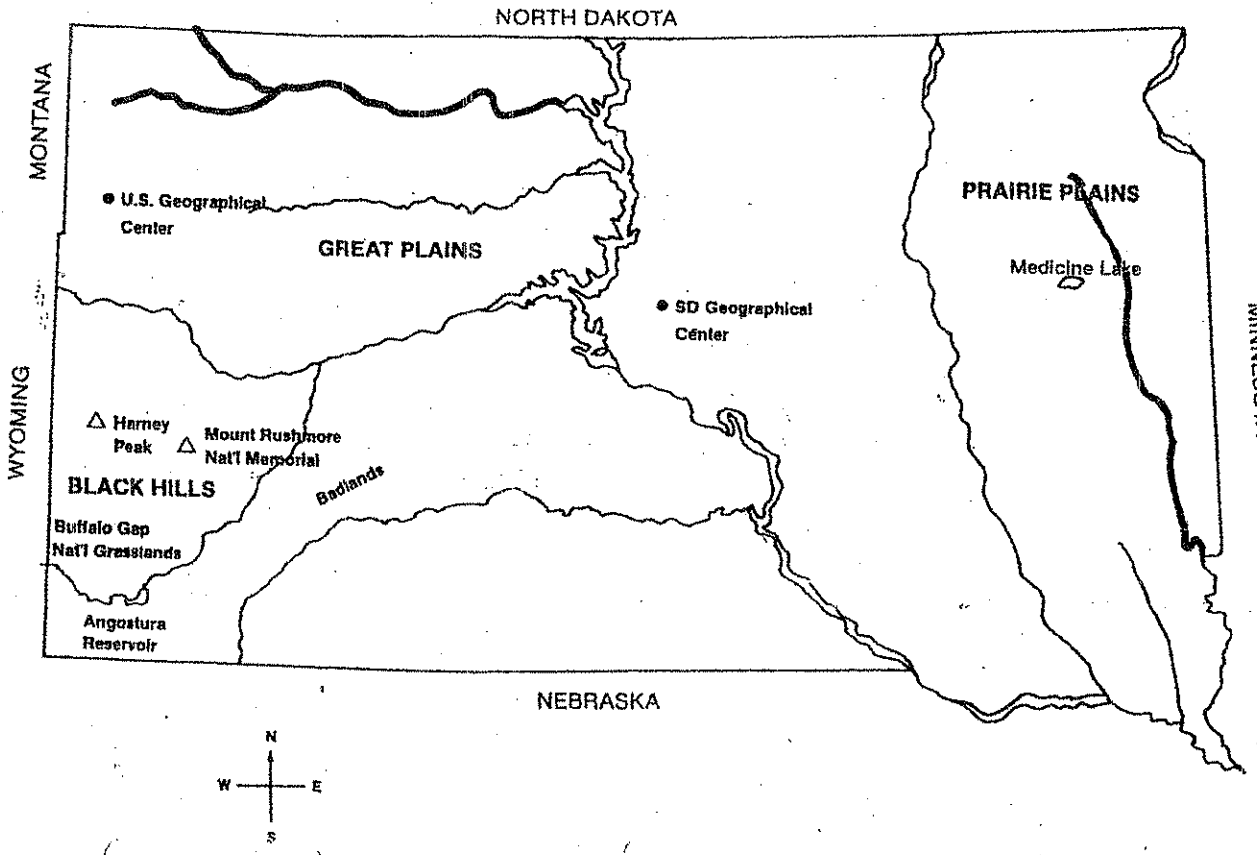 NORTH DAKOTA
MONTANA
U.S. Geographical
Center
PRAIRIE PLAINS
GREAT PLAINS
Medicine Lake
SD Geographical
Center
WYOMING
Harney
Peak
Mount Rushmore
Nat'l Memorial
BLACK HILLS
Badlands
Buffalo Gap
Nat'l Grasslands
Angostura
Reservoir
NEBRASKA
N
W
E
S